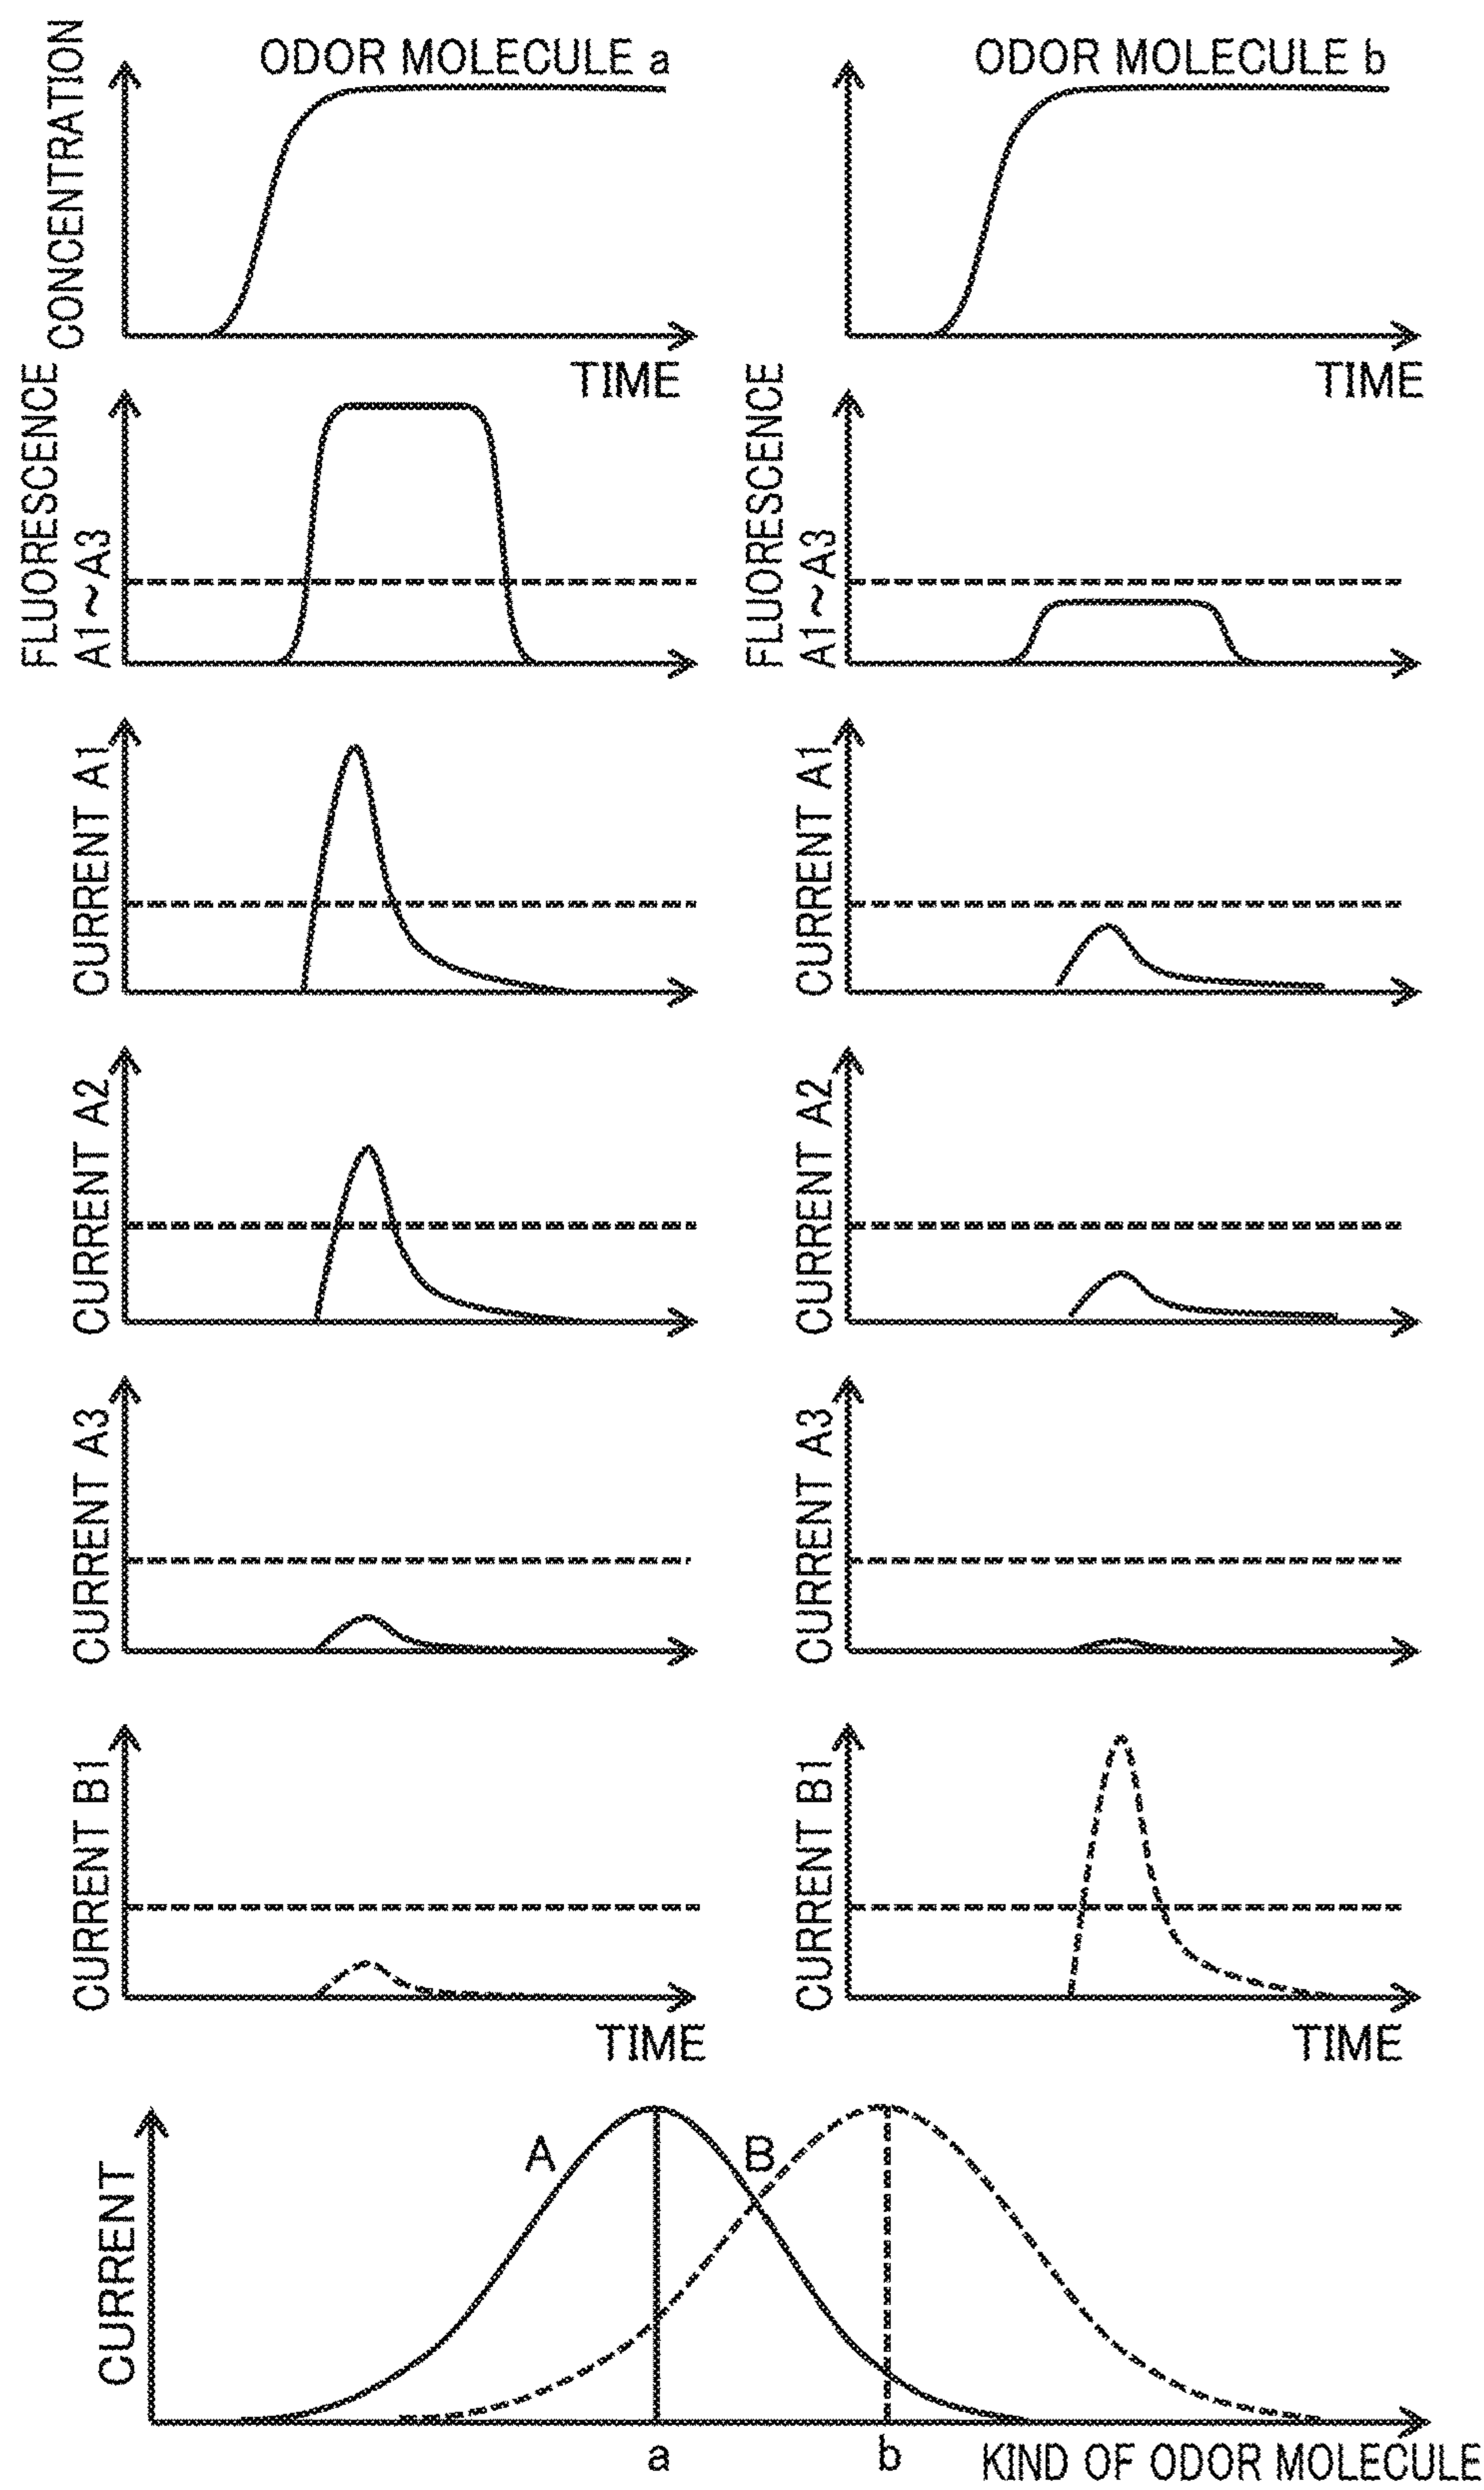 ODOR MOLECULE a
ODOR MOLECULE b
CONCENTRATION
TIME
TIME
FLUORESCENCE
A1~A3
FLUORESCENCE
A1~A3
CURRENT A1
CURRENT A1
CURRENT A2
CURRENT A2
CURRENT A3
CURRENT A3
CURRENT B1
CURRENT B1
TIME
TIME
CURRENT
A
B
a
b
KIND OF ODOR MOLECULE